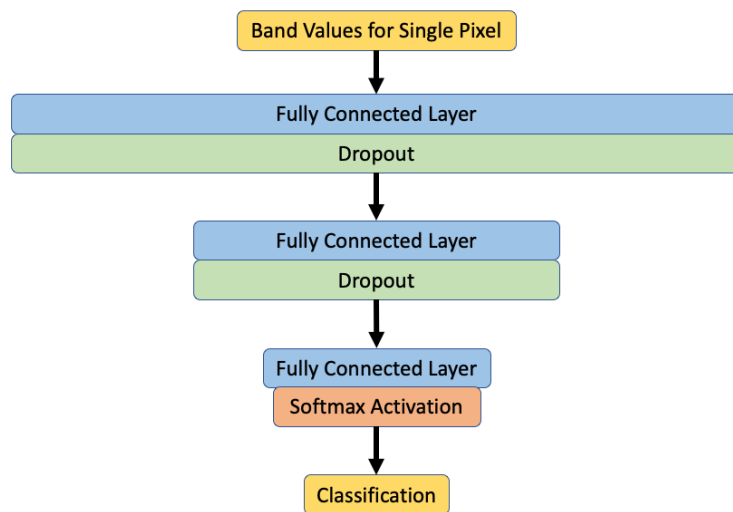 Band Values for Single Pixel
Fully Connected Layer
Dropout
Fully Connected Layer
Dropout
Fully Connected Layer
Softmax Activation
Classification